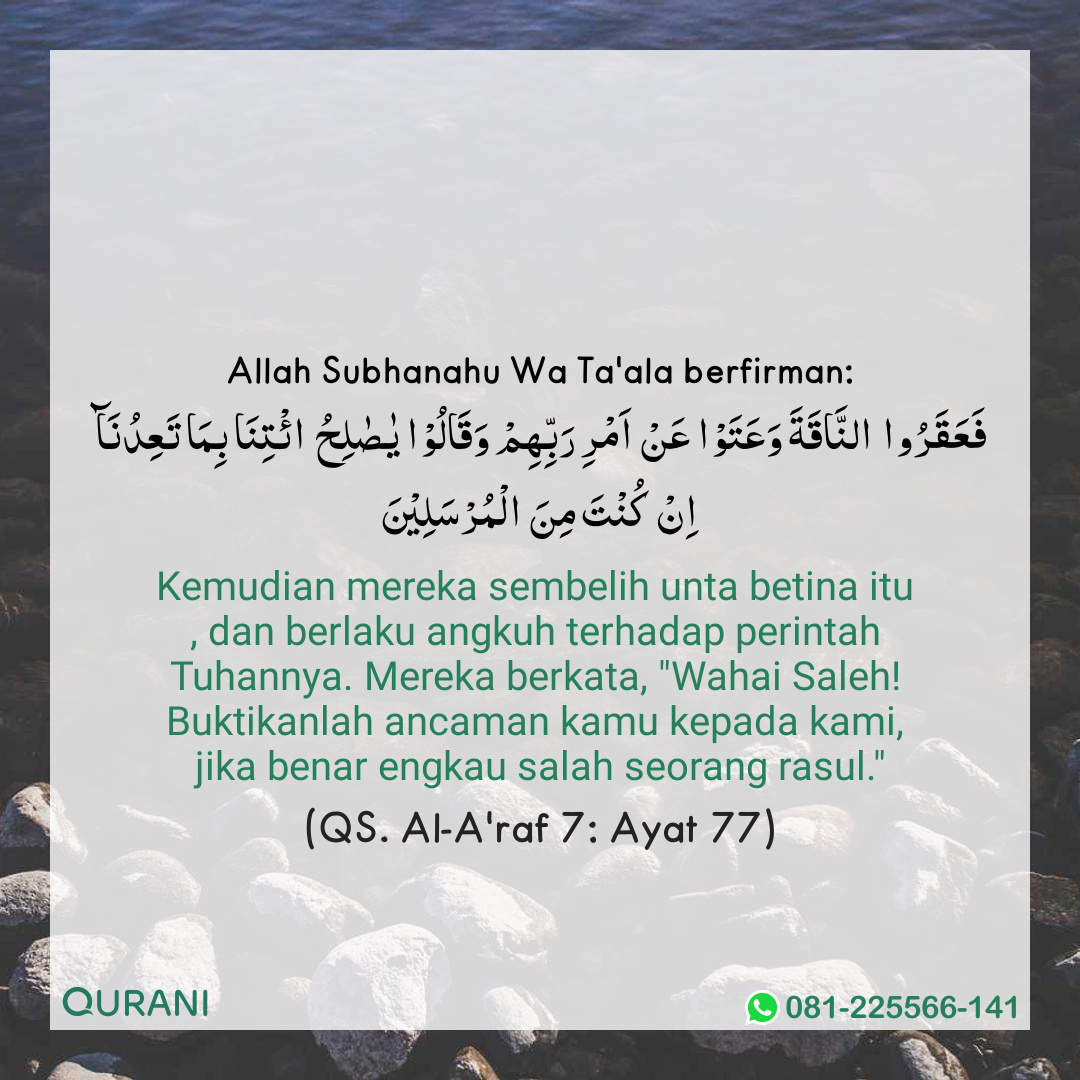 Allah Subhanahu Wa Ta'ala berfirman:
فَعَقَرُوا النَّاقَةَ وَعَتَوْا عَنْ اَمْرِ رَبِّهِمْ وَقَالُوْا يٰصٰلِحُ ائْتِنَا بِمَا تَعِدُنَاۤ
اِنْ كُنْتَ مِنَ الْمُرْسَلِيْنَ
Kemudian mereka sembelih unta betina itu
, dan berlaku angkuh terhadap perintah
Tuhannya. Mereka berkata, "Wahai Saleh!
Buktikanlah ancaman kamu kepada kami,
jika benar engkau salah seorang rasul."
(QS. Al-A'raf 7: Ayat 77)
QURANI
081-225566-141